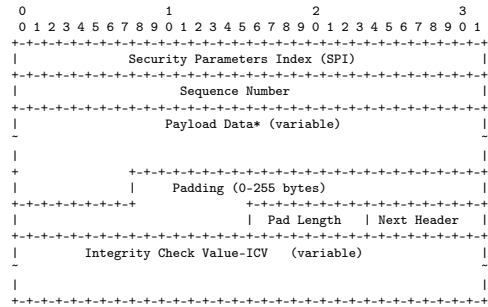 0                   1                   2                   3
0 1 2 3 4 5 6 7 8 9 0 1 2 3 4 5 6 7 8 9 0 1 2 3 4 5 6 7 8 9 0 1
+-+-+-+-+-+-+-+-+-+-+-+-+-+-+-+-+-+-+-+-+-+-+-+-+-+-+-+-+-+-+-+-+
|               Security Parameters Index (SPI)                |
+-+-+-+-+-+-+-+-+-+-+-+-+-+-+-+-+-+-+-+-+-+-+-+-+-+-+-+-+-+-+-+-+
|                      Sequence Number                          |
+-+-+-+-+-+-+-+-+-+-+-+-+-+-+-+-+-+-+-+-+-+-+-+-+-+-+-+-+-+-+-+-+
|                    Payload Data* (variable)                   |
~                                                               ~
|                                                               |
+               +-+-+-+-+-+-+-+-+-+-+-+-+-+-+-+-+-+-+-+-+-+-+-+-+
|               |     Padding (0-255 bytes)                     |
+-+-+-+-+-+-+-+-+               +-+-+-+-+-+-+-+-+-+-+-+-+-+-+-+-+
|                               |  Pad Length   | Next Header   |
+-+-+-+-+-+-+-+-+-+-+-+-+-+-+-+-+-+-+-+-+-+-+-+-+-+-+-+-+-+-+-+-+
|         Integrity Check Value-ICV   (variable)                |
~                                                               ~
|                                                               |
+-+-+-+-+-+-+-+-+-+-+-+-+-+-+-+-+-+-+-+-+-+-+-+-+-+-+-+-+-+-+-+-+